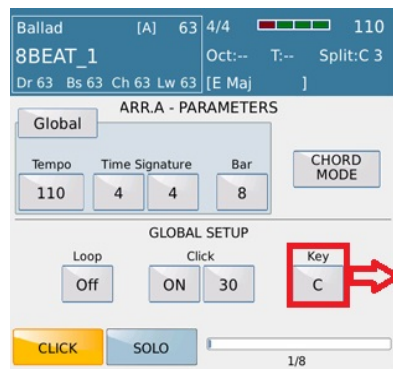 Ballad [A] 63 4/4 110
8BEAT_1 Oct:-- T:-- Split:C 3
Dr 63 Bs 63 Ch 63 Lw 63 [E Maj ]
ARR.A - PARAMETERS
Global
Tempo Time Signature Bar
CHORD
MODE
110 4 4 8
GLOBAL SETUP
Loop Click Key
Off ON 30 C
CLICK SOLO
1/8